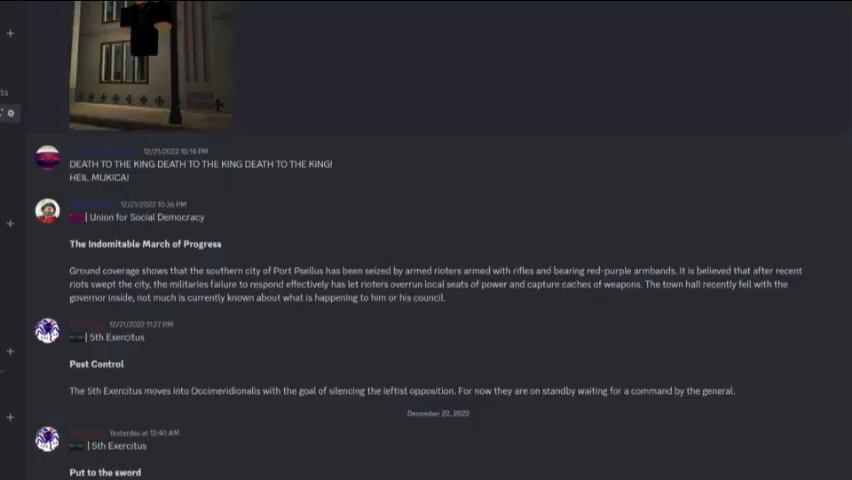 ts
12/21/2022 10:14 PM
DEATH TO THE KING DEATH TO THE KING DEATH TO THE KING!
HEIL MUKICA!
12/21/2022 10:36 PM
| Union for Social Democracy
The Indomitable March of Progress
Ground coverage shows that the southern city of Port Psellus has been seized by armed rioters armed with rifles and bearing red-purple armbands. It is believed that after recent
riots swept the city, the militaries failure to respond effectively has let rioters overrun local seats of power and capture caches of weapons. The town hall recently fell with the
governor inside, not much is currently known about what is happening to him or his council.
12/21/2022 11:27 PM
| 5th Exercitus
Pest Control
The 5th Exercitus moves into Occimeridionalis with the goal of silencing the leftist opposition. For now they are on standby waiting for a command by the general.
December 22, 2022
Yesterday at 12:40 AM
| 5th Exercitus
Put to the sword